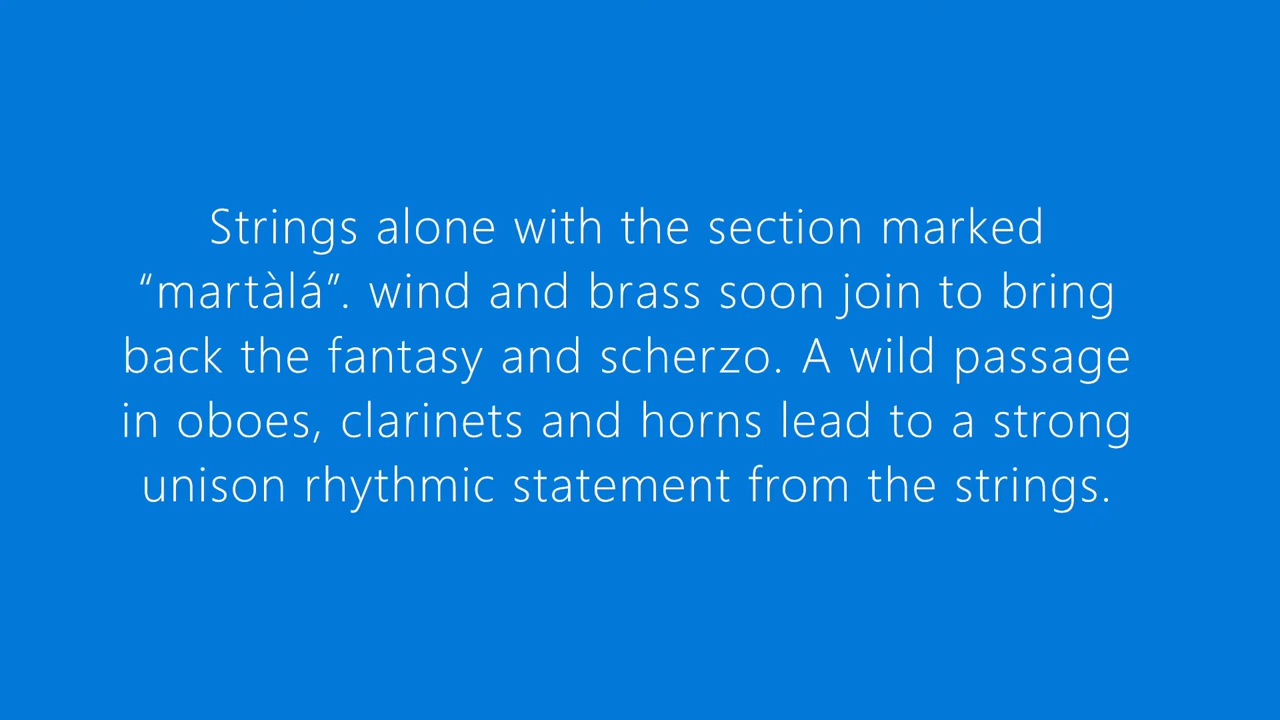 Strings alone with the section marked
“martàlá”. wind and brass soon join to bring
back the fantasy and scherzo. A wild passage
in oboes, clarinets and horns lead to a strong
unison rhythmic statement from the strings.